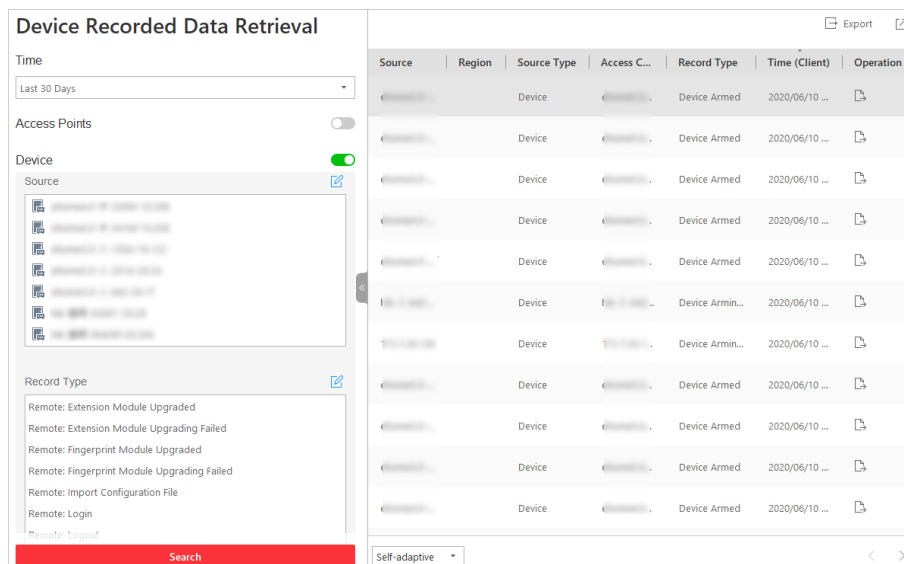 Device Recorded Data Retrieval
Time
Last 30 Days
Access Points
Device
Source
Record Type
Remote: Extension Module Upgraded
Remote: Extension Module Upgrading Failed
Remote: Fingerprint Module Upgraded
Remote: Fingerprint Module Upgrading Failed
Remote: Import Configuration File
Remote: Login
Remote: Logout
Search
Export
Source Region Source Type Access C... Record Type Time (Client) Operation
Device Device Armed 2020/06/10 ...
Device Device Armed 2020/06/10 ...
Device Device Armed 2020/06/10 ...
Device Device Armed 2020/06/10 ...
Device Device Armed 2020/06/10 ...
Device Device Armin... 2020/06/10 ...
Device Device Armin... 2020/06/10 ...
Device Device Armed 2020/06/10 ...
Device Device Armed 2020/06/10 ...
Device Device Armed 2020/06/10 ...
Device Device Armed 2020/06/10 ...
Self-adaptive